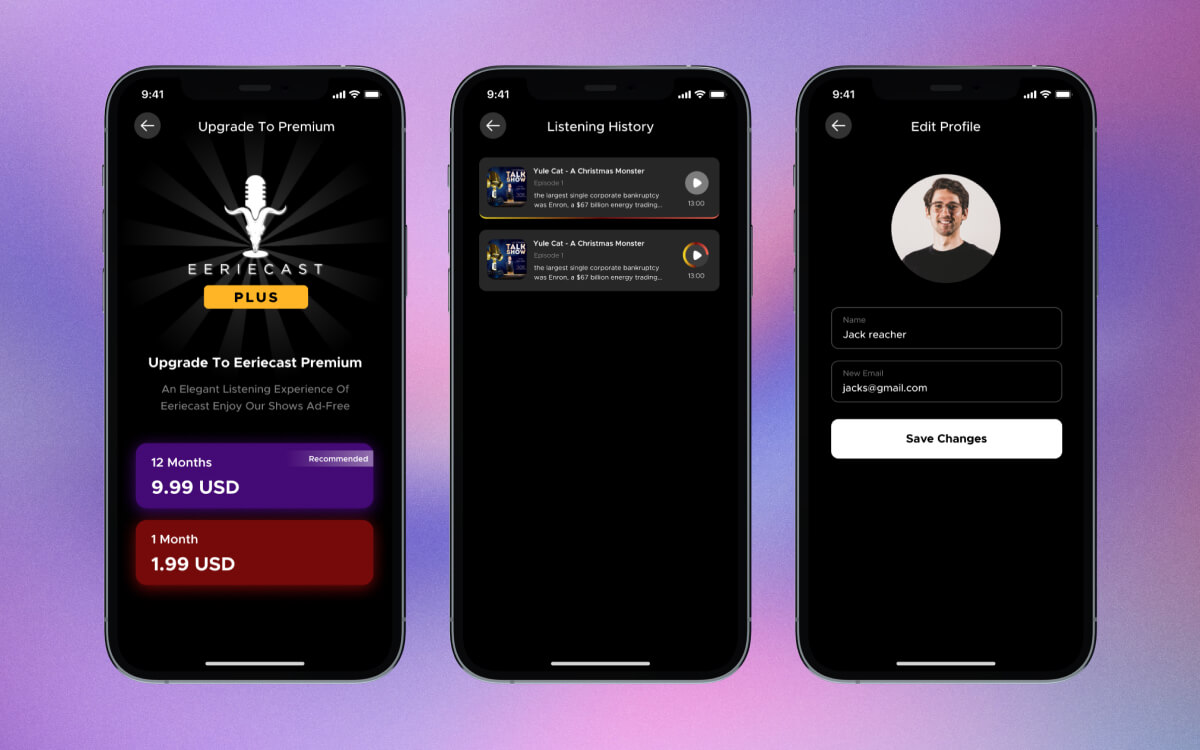 9:41
Upgrade To Premium
EERIECAST
PLUS
Upgrade To Eeriecast Premium
An Elegant Listening Experience Of
Eeriecast Enjoy Our Shows Ad-Free
12 Months
Recommended
9.99 USD
1 Month
1.99 USD
9:41
Listening History
TALK
SHOW
Yule Cat - A Christmas Monster
Episode 1
the largest single corporate bankruptcy
was Enron, a $67 billion energy trading...
13:00
TALK
SHOW
Yule Cat - A Christmas Monster
Episode 1
the largest single corporate bankruptcy
was Enron, a $67 billion energy trading...
13:00
9:41
Edit Profile
Name
Jack reacher
New Email
jacks@gmail.com
Save Changes